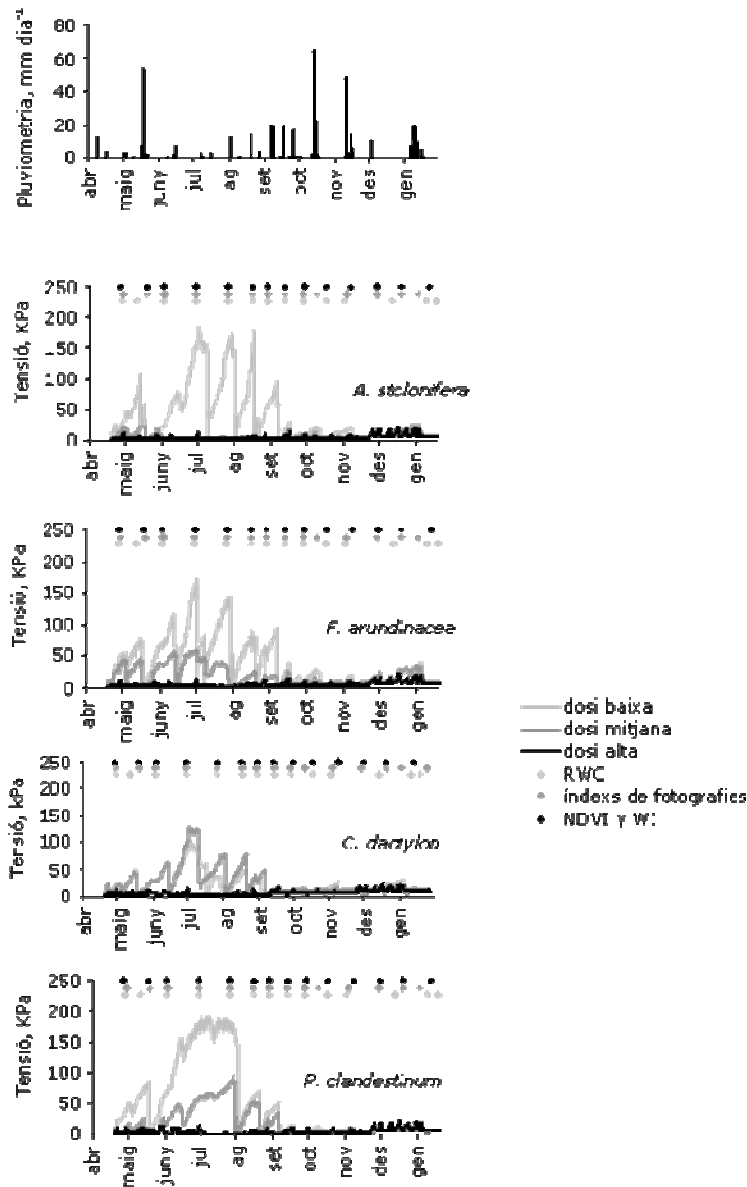 Pluviometria, mm dia⁻¹
80
60
40
20
0
abr
maig
juny
jul
ag
set
oct
nov
des
gen
Tensió, KPa
250
200
150
100
50
0
A. stolonifera
abr
maig
juny
jul
ag
set
oct
nov
des
gen
Tensió, KPa
250
200
150
100
50
0
F. arundinacea
abr
maig
juny
jul
ag
set
oct
nov
des
gen
dosi baixa
dosi mitjana
dosi alta
RWC
índexs de fotografies
NDVI y WI
Tensió, kPa
250
200
150
100
50
0
C. dactylon
abr
maig
juny
jul
ag
set
oct
nov
des
gen
Tensió, KPa
250
200
150
100
50
0
P. clandestinum
abr
maig
juny
jul
ag
set
oct
nov
des
gen